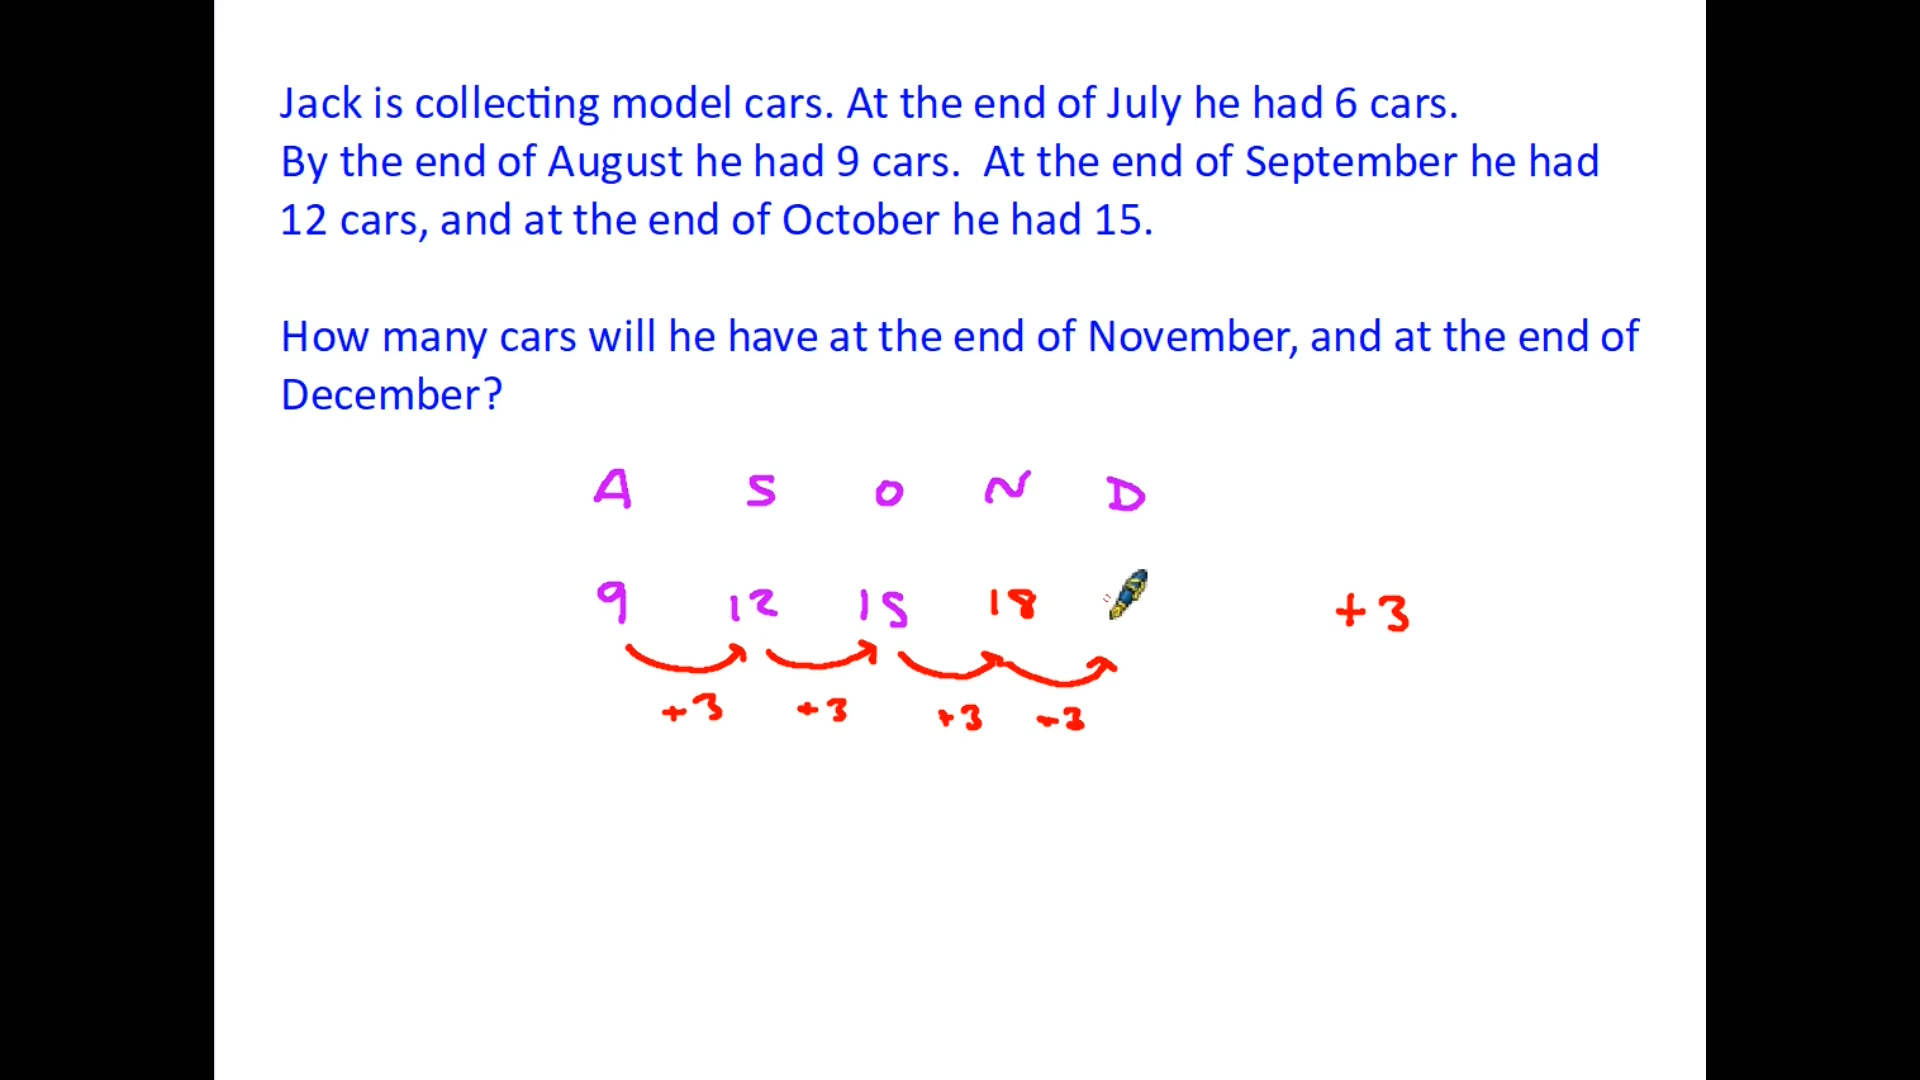 Jack is collecting model cars. At the end of July he had 6 cars.
By the end of August he had 9 cars. At the end of September he had
12 cars, and at the end of October he had 15.
How many cars will he have at the end of November, and at the end of
December?
A S O N D
9 12 15 18 +3
+3 +3 +3 +3